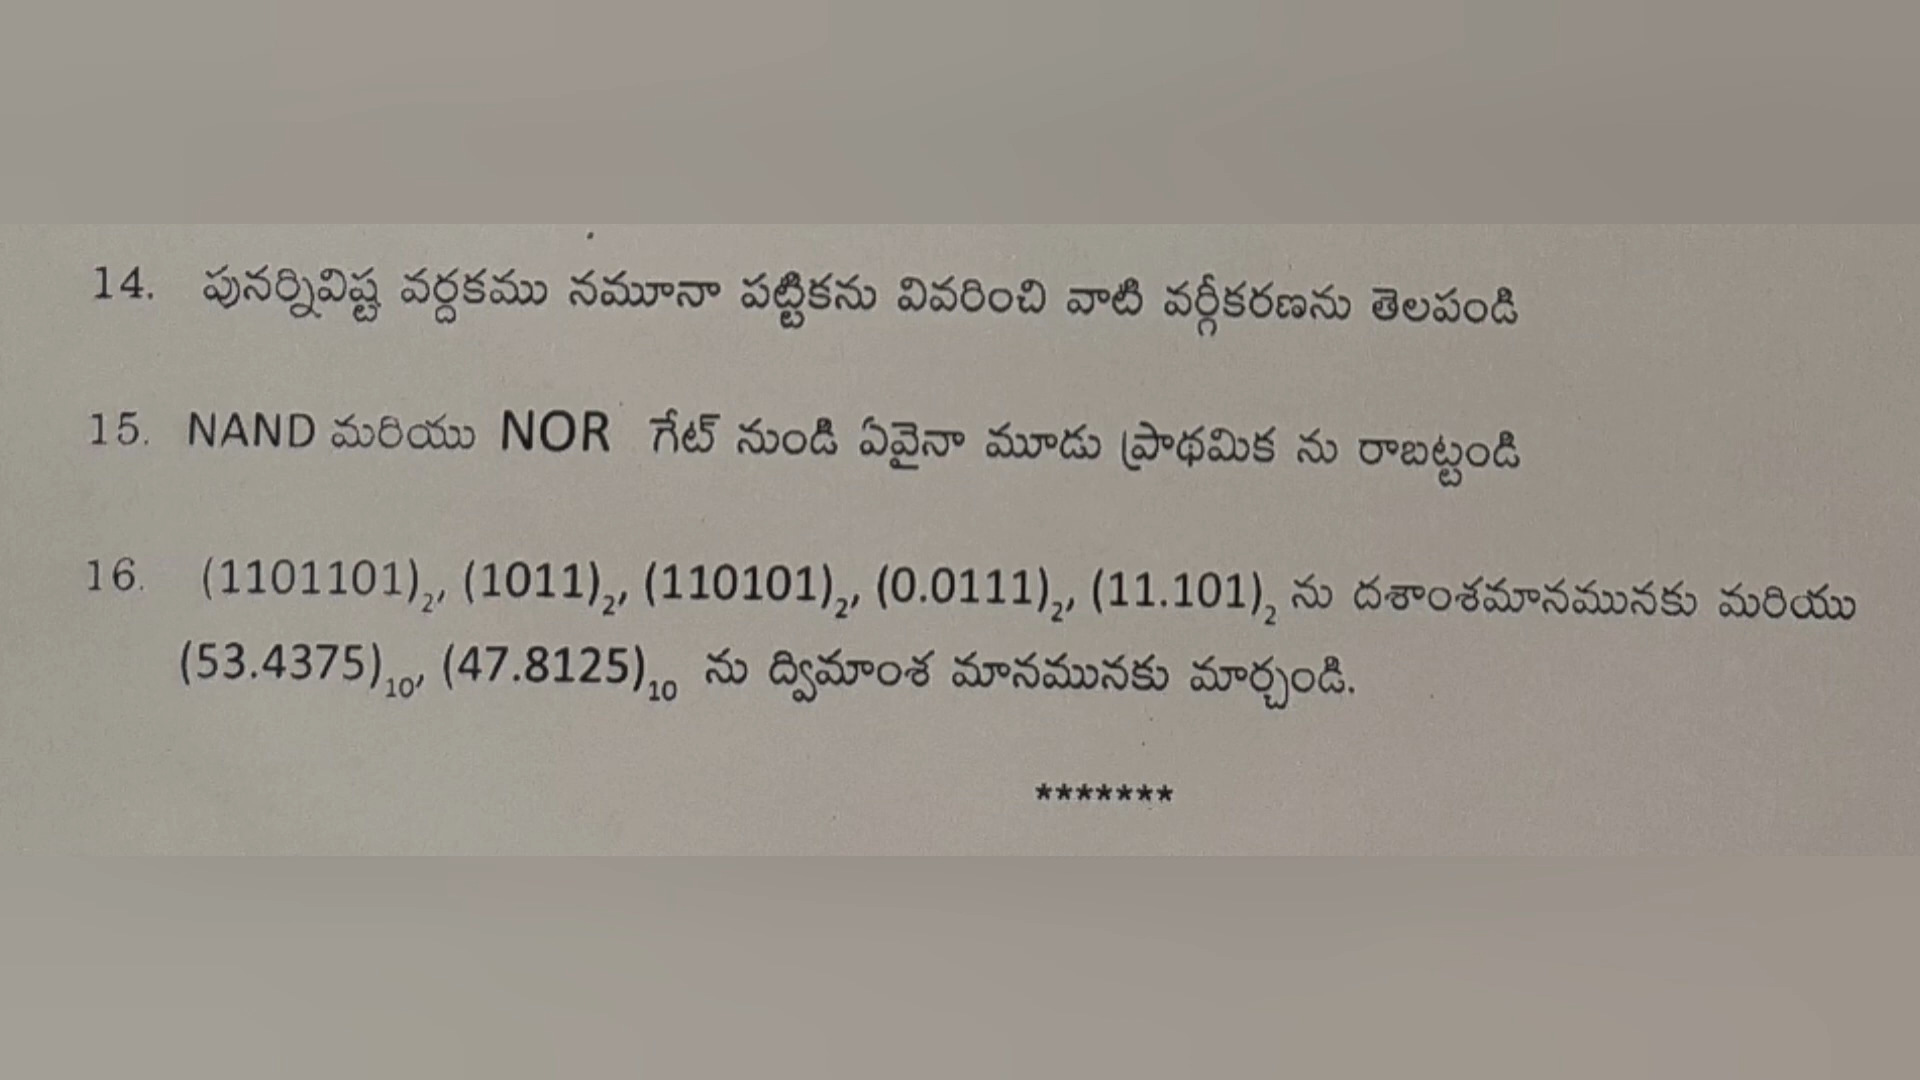 14. పునర్నివిష్ట వర్దకము నమూనా పట్టికను వివరించి వాటి వర్గీకరణను తెలపండి
15. NAND మరియు NOR గేట్ నుండి ఏవైనా మూడు ప్రాథమిక ను రాబట్టండి
16. (1101101)₂, (1011)₂, (110101)₂, (0.0111)₂, (11.101)₂ ను దశాంశమానమునకు మరియు
(53.4375)₁₀, (47.8125)₁₀ ను ద్విమాంశ మానమునకు మార్చండి.
*******